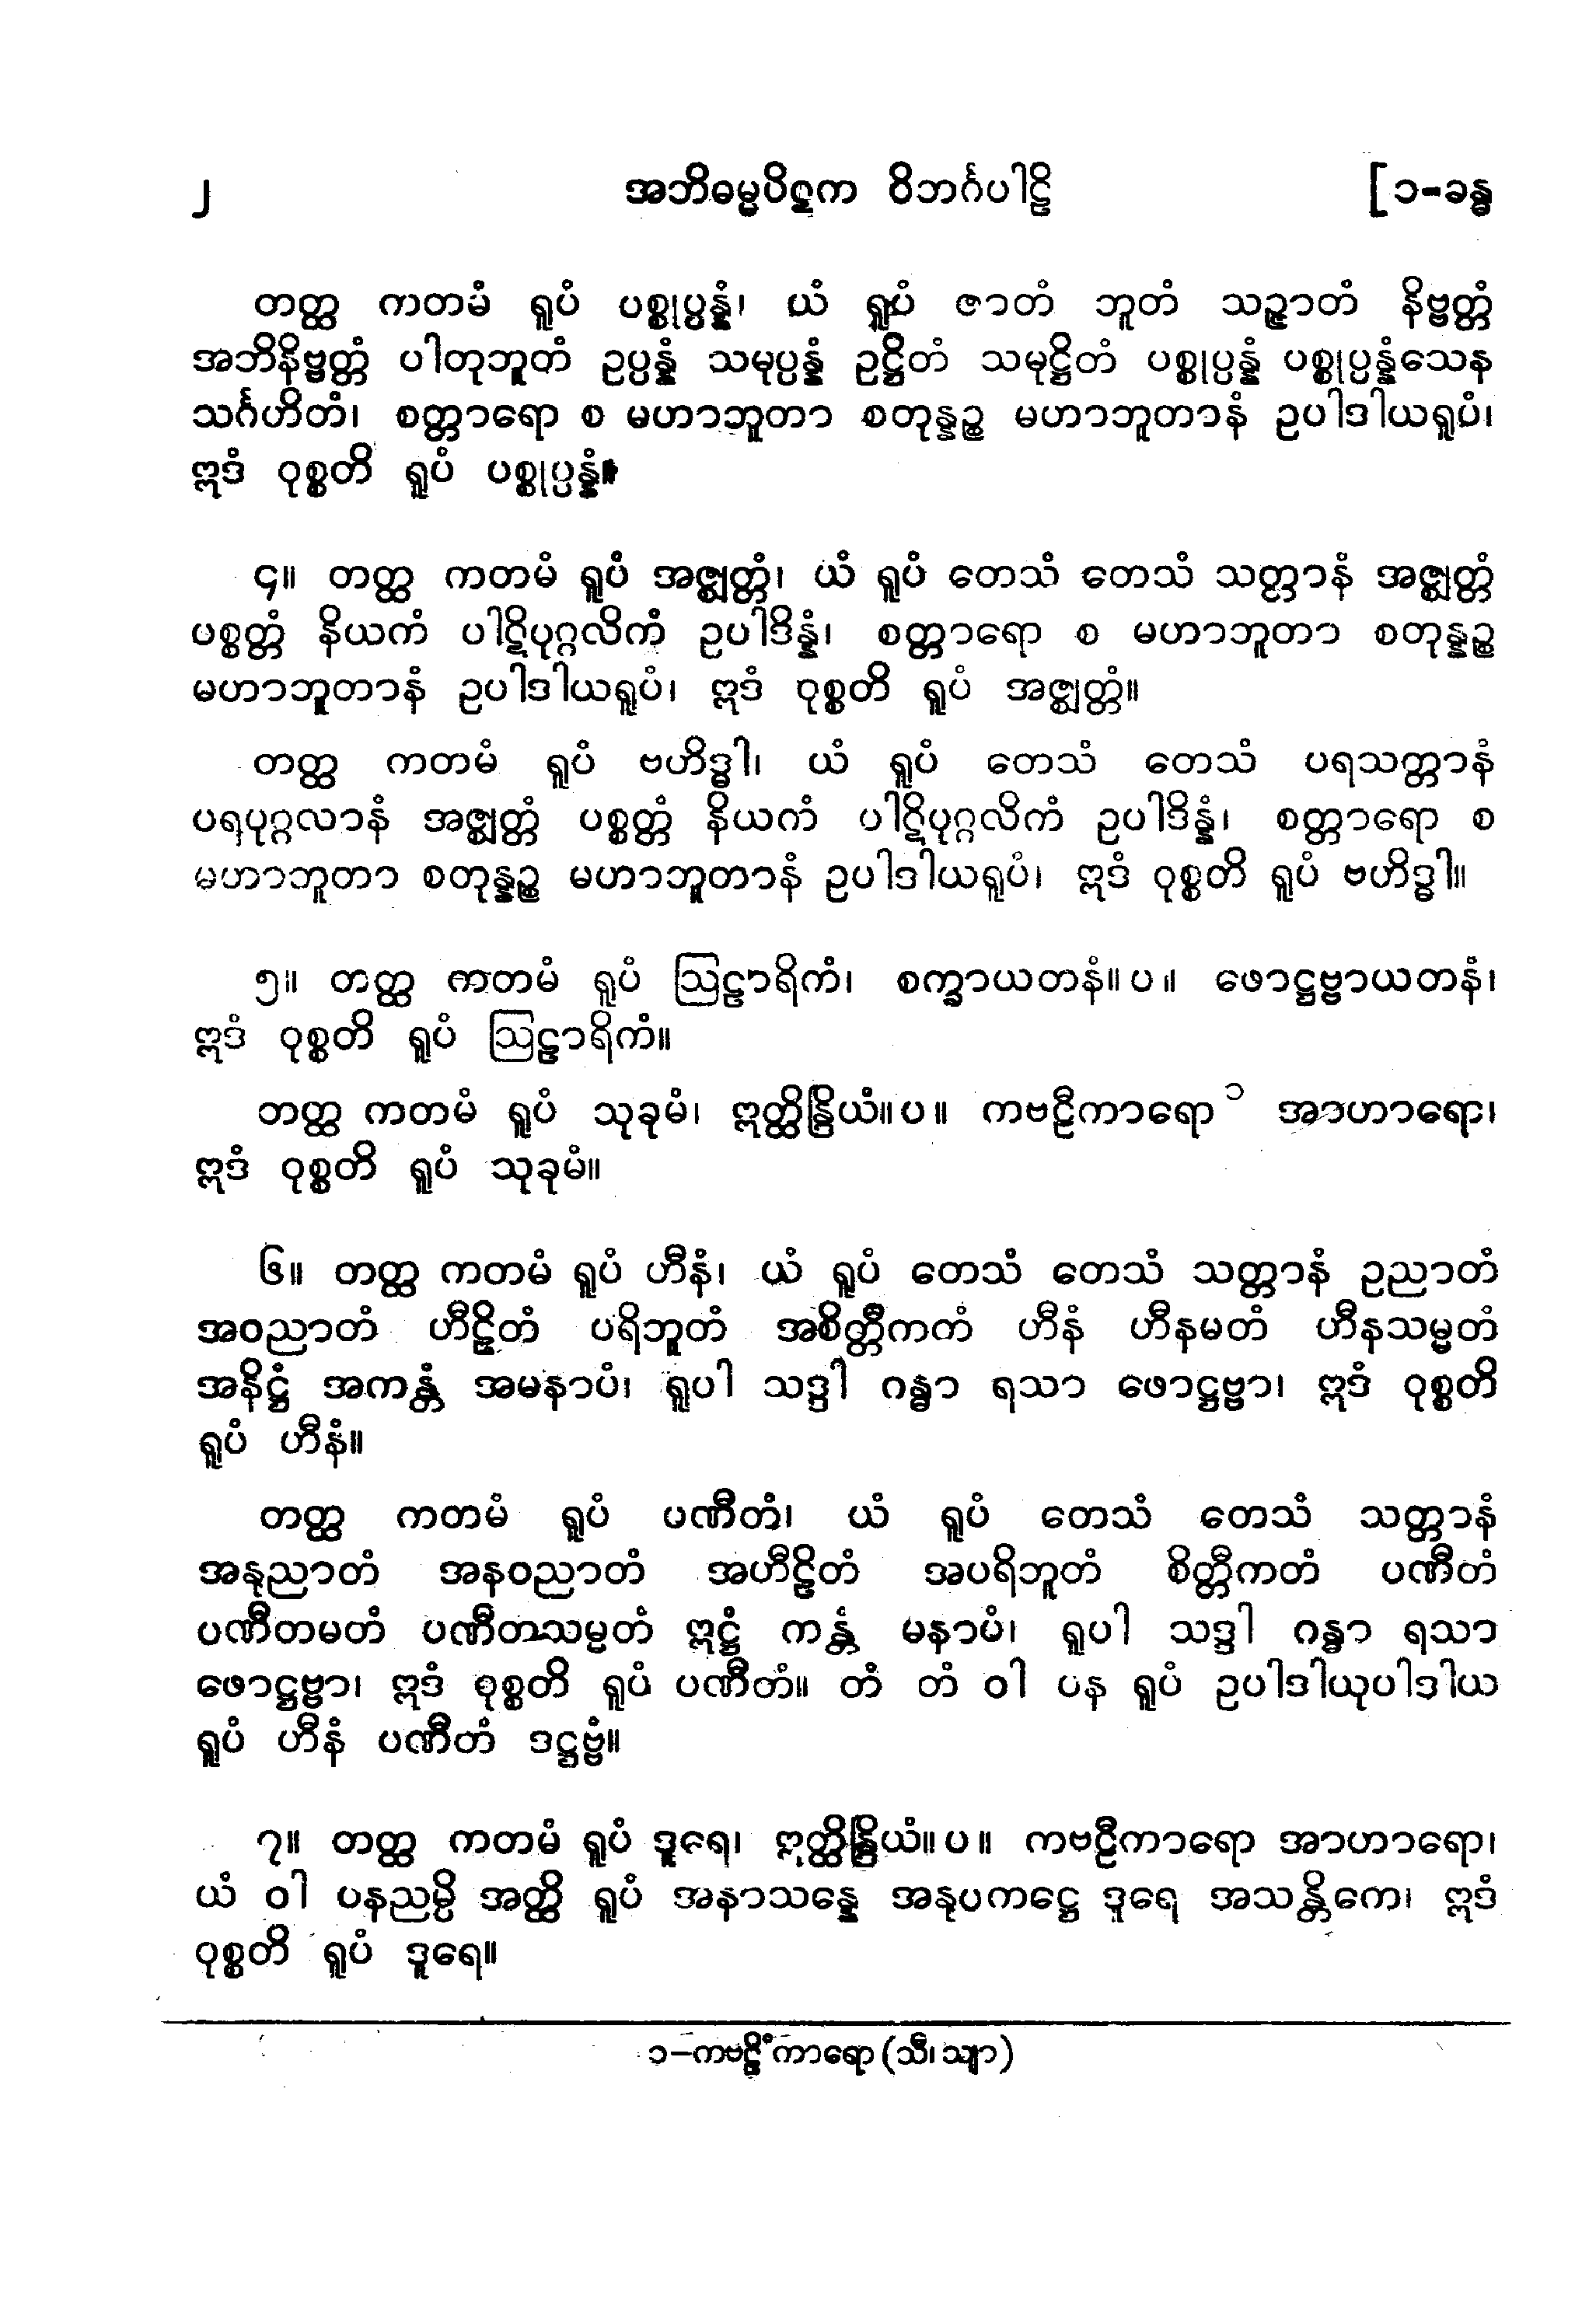 ၂ အဘိဓမ္မပိဋက ဝိဘင်္ဂပါဠိ [၁-ခန္ဓ
တတ္ထ ကတမံ ရူပံ ပစ္စုပ္ပန္နံ၊ ယံ ရူပံ ဇာတံ ဘူတံ သဉ္ဇာတံ နိဗ္ဗတ္တံ
အဘိနိဗ္ဗတ္တံ ပါတုဘူတံ ဥပ္ပန္နံ သမုပ္ပန္နံ ဥဋ္ဌိတံ သမုဋ္ဌိတံ ပစ္စုပ္ပန္နံ ပစ္စုပ္ပန္နံသေန
သင်္ဂဟိတံ၊ စတ္တာရော စ မဟာဘူတာ စတုန္နဉ္စ မဟာဘူတာနံ ဥပါဒါယရူပံ၊
ဣဒံ ဝုစ္စတိ ရူပံ ပစ္စုပ္ပန္နံ။
၄။ တတ္ထ ကတမံ ရူပံ အဇ္ဈတ္တံ၊ ယံ ရူပံ တေသံ တေသံ သတ္တာနံ အဇ္ဈတ္တံ
ပစ္စတ္တံ နိယကံ ပါဋိပုဂ္ဂလိကံ ဥပါဒိန္နံ၊ စတ္တာရော စ မဟာဘူတာ စတုန္နဉ္စ
မဟာဘူတာနံ ဥပါဒါယရူပံ၊ ဣဒံ ဝုစ္စတိ ရူပံ အဇ္ဈတ္တံ။
တတ္ထ ကတမံ ရူပံ ဗဟိဒ္ဓါ၊ ယံ ရူပံ တေသံ တေသံ ပရသတ္တာနံ
ပရပုဂ္ဂလာနံ အဇ္ဈတ္တံ ပစ္စတ္တံ နိယကံ ပါဋိပုဂ္ဂလိကံ ဥပါဒိန္နံ၊ စတ္တာရော စ
မဟာဘူတာ စတုန္နဉ္စ မဟာဘူတာနံ ဥပါဒါယရူပံ၊ ဣဒံ ဝုစ္စတိ ရူပံ ဗဟိဒ္ဓါ။
၅။ တတ္ထ ကတမံ ရူပံ ဩဠာရိကံ၊ စက္ခာယတနံ။ပ။ ဖောဋ္ဌဗ္ဗာယတနံ၊
ဣဒံ ဝုစ္စတိ ရူပံ ဩဠာရိကံ။
တတ္ထ ကတမံ ရူပံ သုခုမံ၊ ဣတ္ထိန္ဒြိယံ။ပ။ ကဗဠီကာရော ၁ အာဟာရော၊
ဣဒံ ဝုစ္စတိ ရူပံ သုခုမံ။
၆။ တတ္ထ ကတမံ ရူပံ ဟီနံ၊ ယံ ရူပံ တေသံ တေသံ သတ္တာနံ ဥညာတံ
အဝညာတံ ဟီဠိတံ ပရိဘူတံ အစိတ္တီကတံ ဟီနံ ဟီနမတံ ဟီနသမ္မတံ
အနိဋ္ဌံ အကန္တံ အမနာပံ၊ ရူပါ သဒ္ဒါ ဂန္ဓာ ရသာ ဖောဋ္ဌဗ္ဗာ၊ ဣဒံ ဝုစ္စတိ
ရူပံ ဟီနံ။
တတ္ထ ကတမံ ရူပံ ပဏီတံ၊ ယံ ရူပံ တေသံ တေသံ သတ္တာနံ
အနုညာတံ အနဝညာတံ အဟီဠိတံ အပရိဘူတံ စိတ္တီကတံ ပဏီတံ
ပဏီတမတံ ပဏီတသမ္မတံ ဣဋ္ဌံ ကန္တံ မနာပံ၊ ရူပါ သဒ္ဒါ ဂန္ဓာ ရသာ
ဖောဋ္ဌဗ္ဗာ၊ ဣဒံ ဝုစ္စတိ ရူပံ ပဏီတံ။ တံ တံ ဝါ ပန ရူပံ ဥပါဒါယုပါဒါယ
ရူပံ ဟီနံ ပဏီတံ ဒဋ္ဌဗ္ဗံ။
၇။ တတ္ထ ကတမံ ရူပံ ဒူရေ၊ ဣတ္ထိန္ဒြိယံ။ပ။ ကဗဠီကာရော အာဟာရော၊
ယံ ဝါ ပနညမ္ပိ အတ္ထိ ရူပံ အနာသန္နေ အနုပကဋ္ဌေ ဒူရေ အသန္တိကေ၊ ဣဒံ
ဝုစ္စတိ ရူပံ ဒူရေ။
၁-ကဗဠိံကာရော (သီ၊ သျာ)